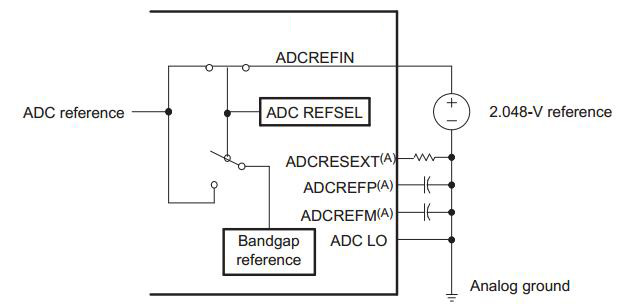 ADCREFIN
ADC reference
ADC REFSEL
2.048-V reference
+
−
ADCRESEXT(A)
ADCREFP(A)
ADCREFM(A)
Bandgap
reference
ADC LO
Analog ground